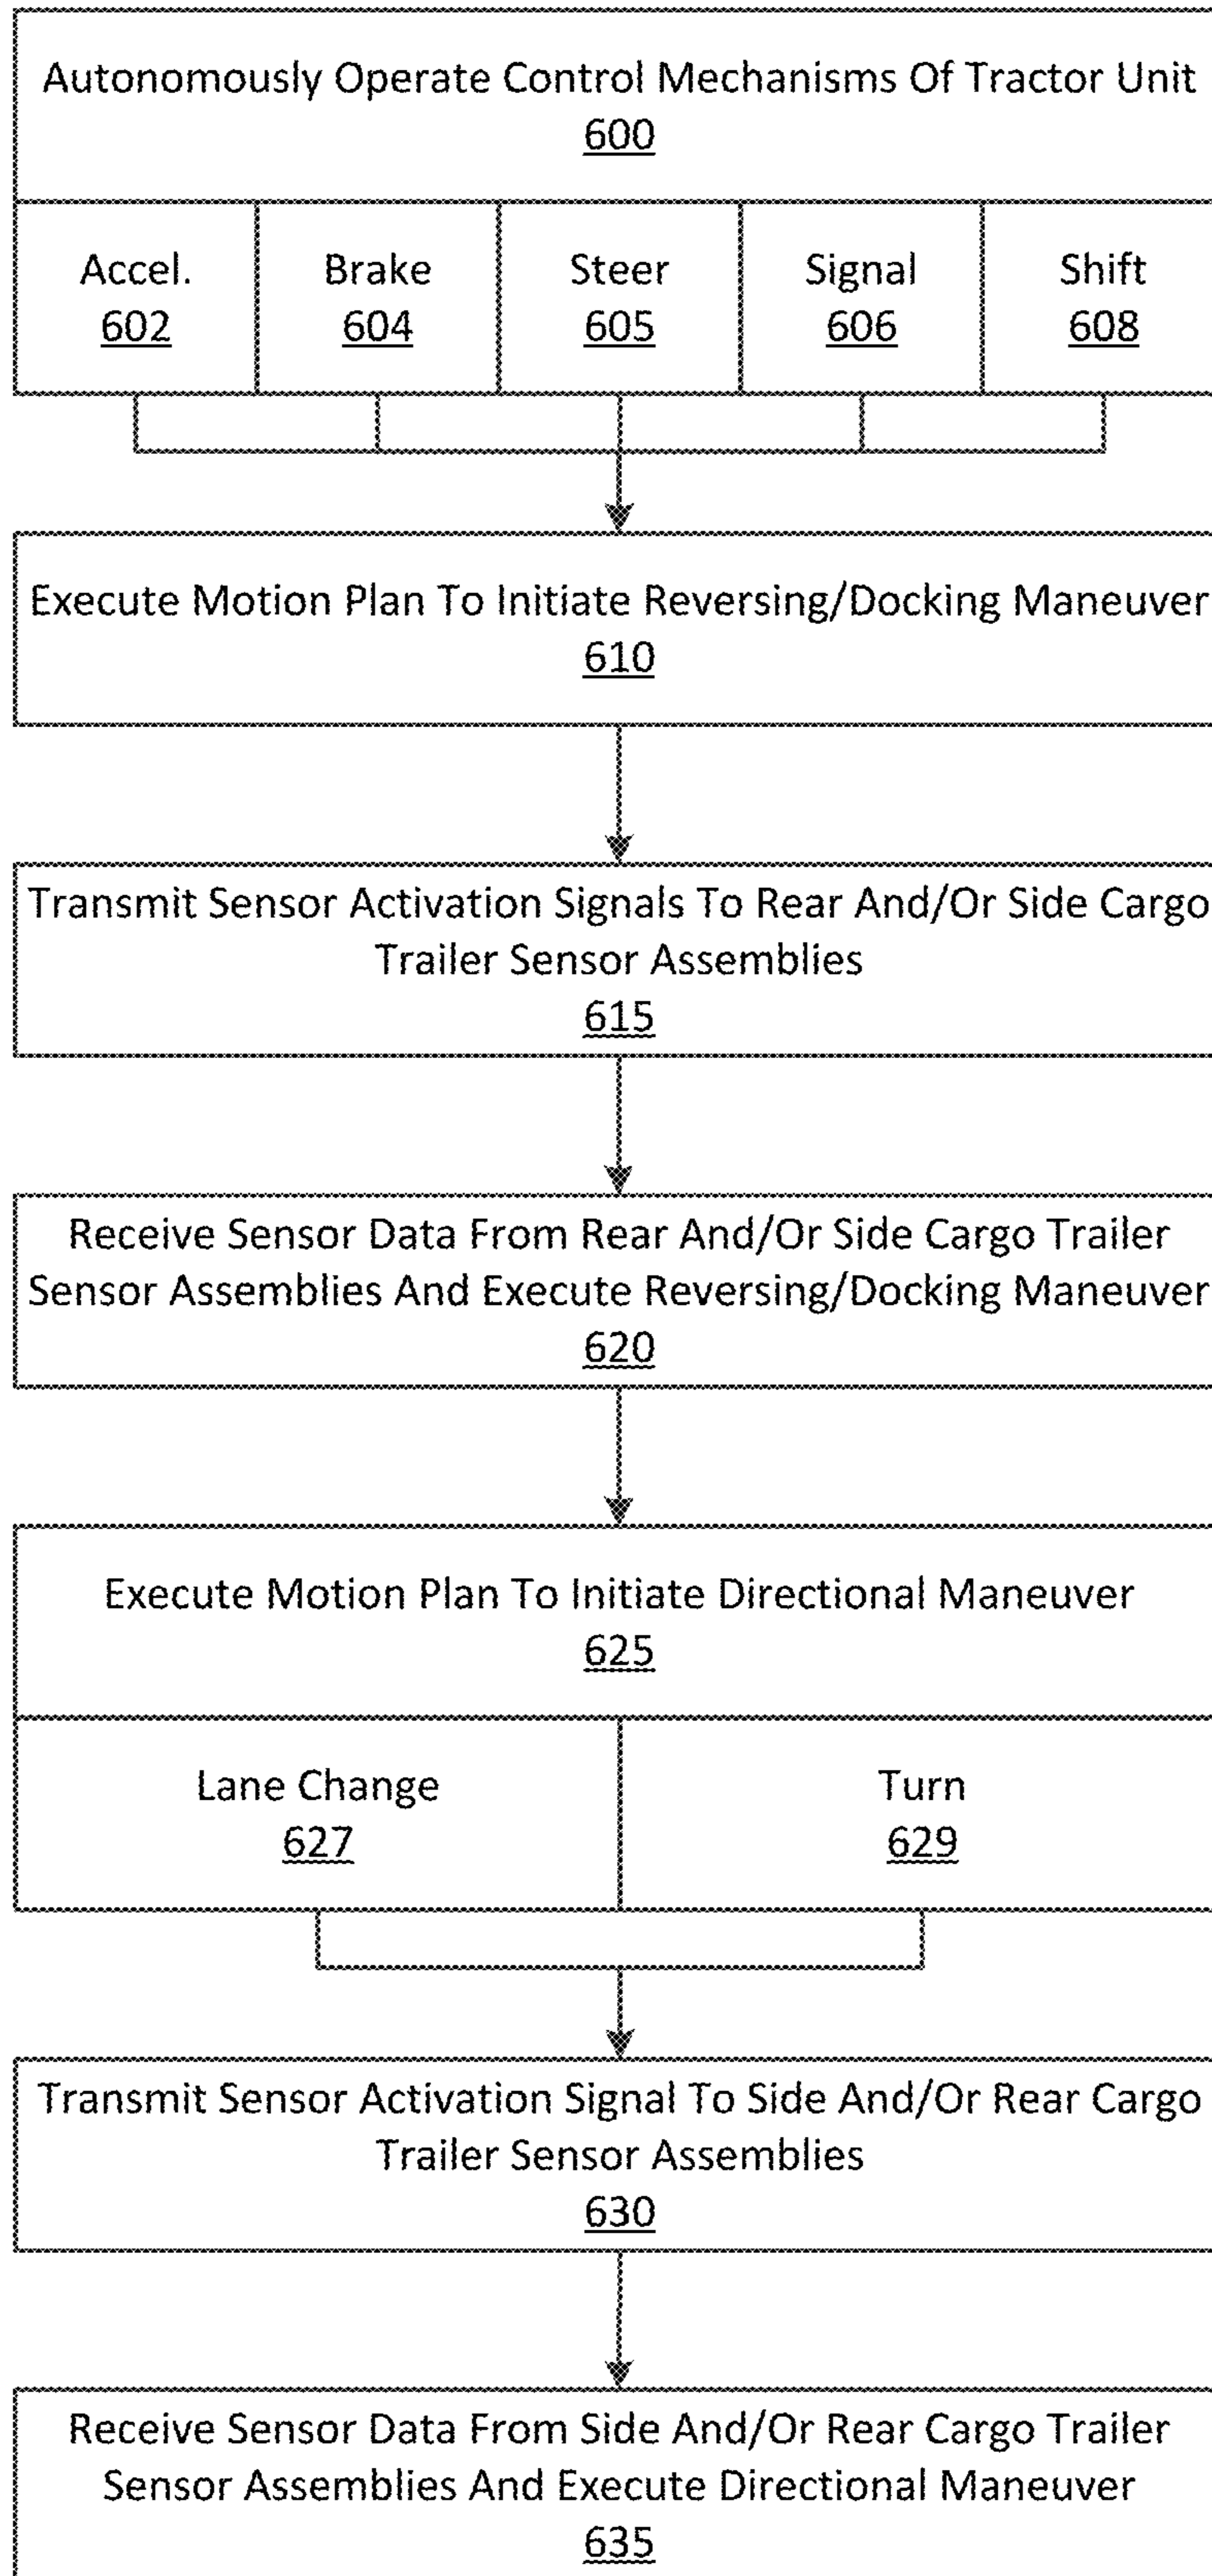 Autonomously Operate Control Mechanisms Of Tractor Unit
600
Accel.
602
Brake
604
Steer
605
Signal
606
Shift
608
Execute Motion Plan To Initiate Reversing/Docking Maneuver
610
Transmit Sensor Activation Signals To Rear And/Or Side Cargo
Trailer Sensor Assemblies
615
Receive Sensor Data From Rear And/Or Side Cargo Trailer
Sensor Assemblies And Execute Reversing/Docking Maneuver
620
Execute Motion Plan To Initiate Directional Maneuver
625
Lane Change
627
Turn
629
Transmit Sensor Activation Signal To Side And/Or Rear Cargo
Trailer Sensor Assemblies
630
Receive Sensor Data From Side And/Or Rear Cargo Trailer
Sensor Assemblies And Execute Directional Maneuver
635